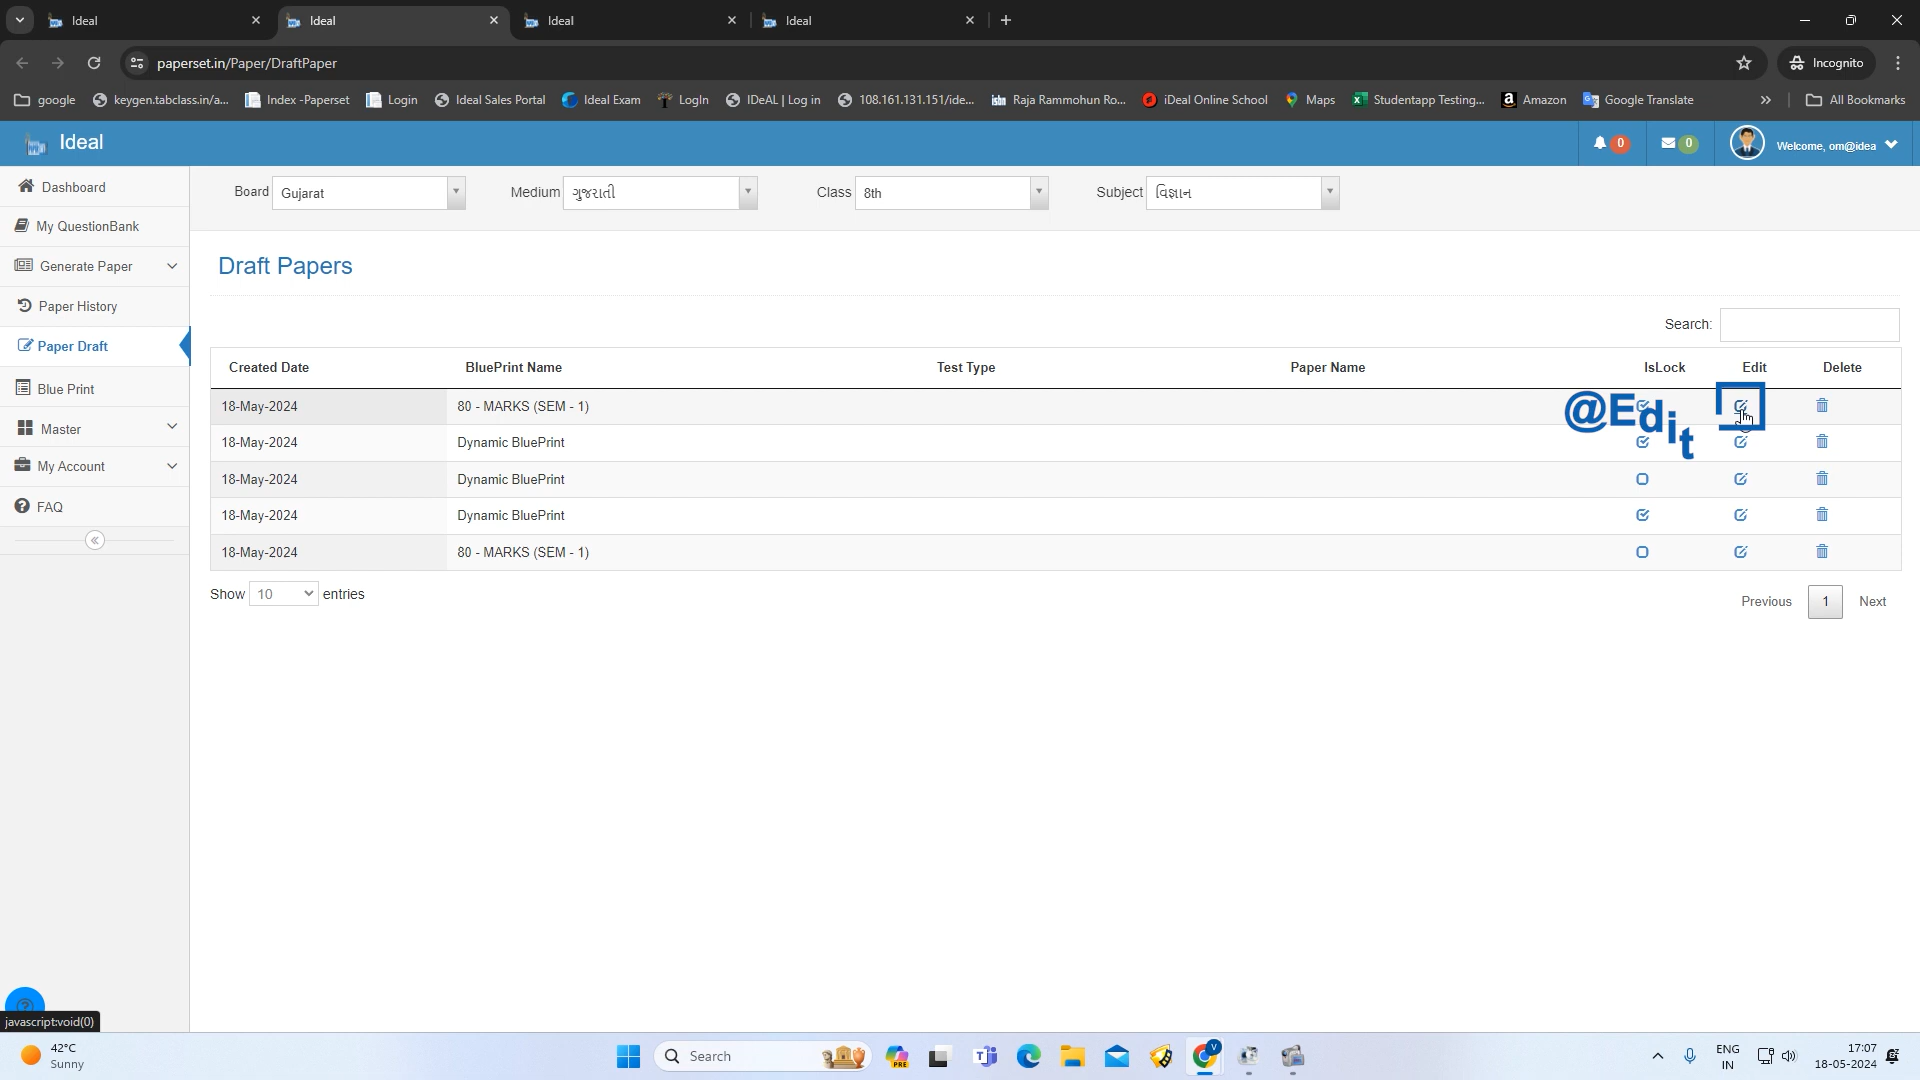 Ideal
Ideal
Ideal
Ideal
paperset.in/Paper/DraftPaper
Incognito
google
keygen.tabclass.in/a...
Index -Paperset
Login
Ideal Sales Portal
Ideal Exam
LogIn
IDeAL | Log in
108.161.131.151/ide...
Raja Rammohun Ro...
iDeal Online School
Maps
Studentapp Testing...
Amazon
Google Translate
»
All Bookmarks
Ideal
0
0
Welcome, om@idea
Dashboard
My QuestionBank
Generate Paper
Paper History
Paper Draft
Blue Print
Master
My Account
FAQ
Board Gujarat Medium ગુજરાતી Class 8th Subject વિજ્ઞાન
Draft Papers
Search:
Created Date BluePrint Name Test Type Paper Name IsLock Edit Delete
18-May-2024 80 - MARKS (SEM - 1)
@Edit
18-May-2024 Dynamic BluePrint
18-May-2024 Dynamic BluePrint
18-May-2024 Dynamic BluePrint
18-May-2024 80 - MARKS (SEM - 1)
Show 10 entries
Previous 1 Next
javascript:void(0)
42°C
Sunny
Search
PRE
V
ENG
IN
17:07
18-05-2024